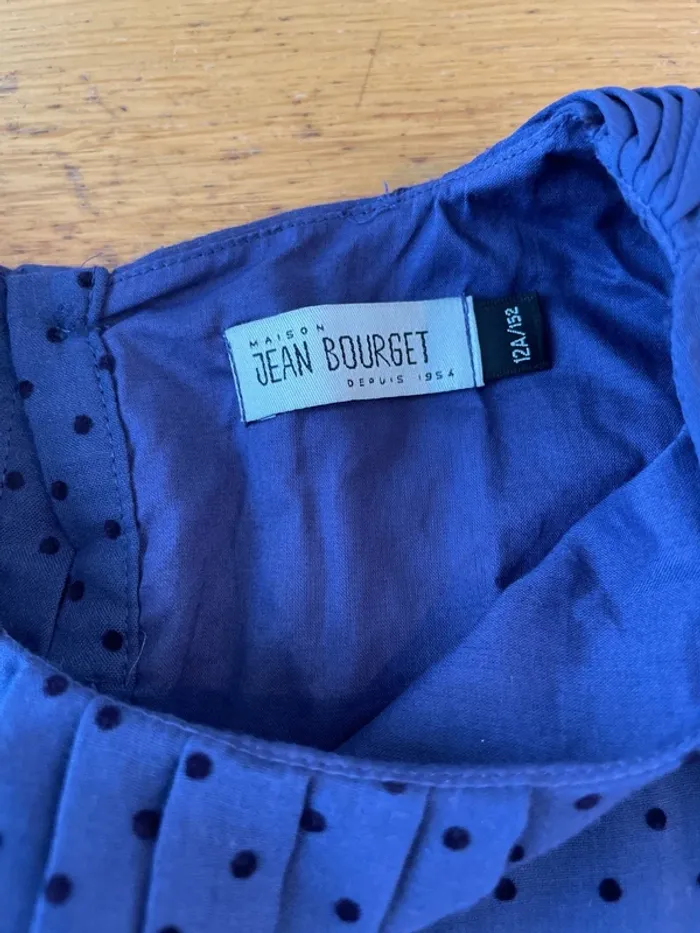 MAISON
JEAN BOURGET
DEPUIS 1954
12A/152